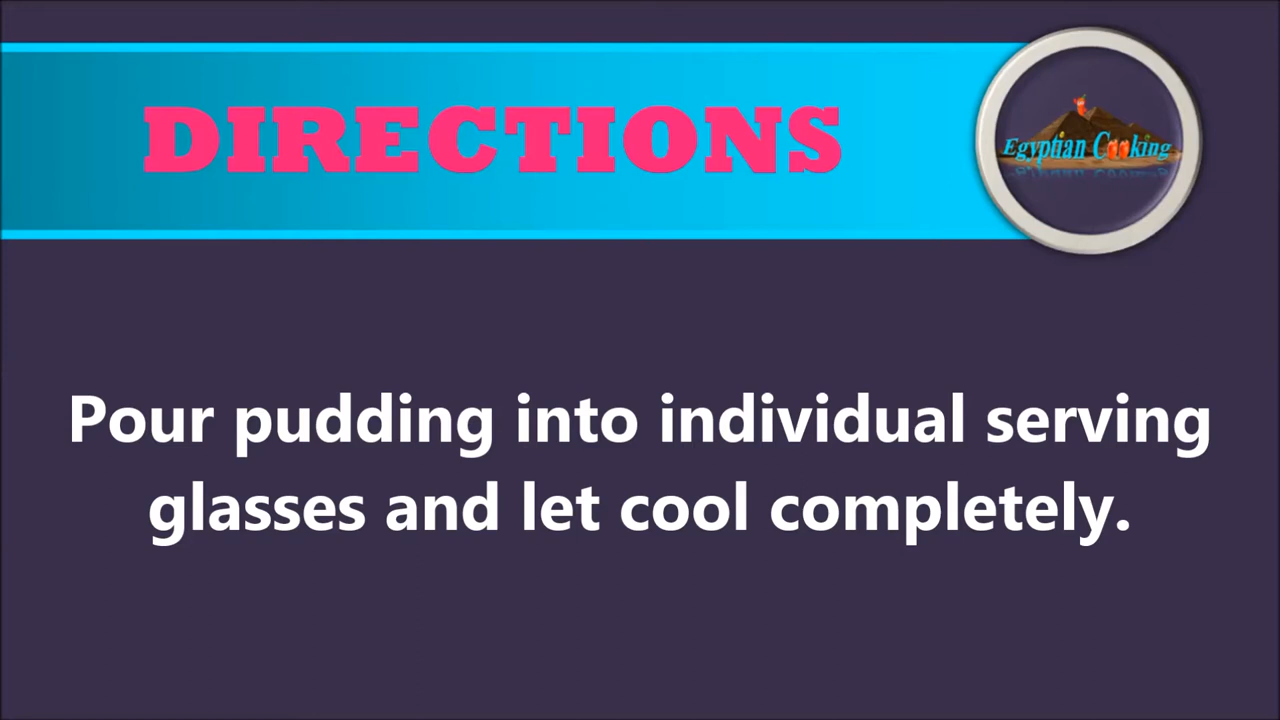 DIRECTIONS
Egyptian Cooking
Pour pudding into individual serving
glasses and let cool completely.